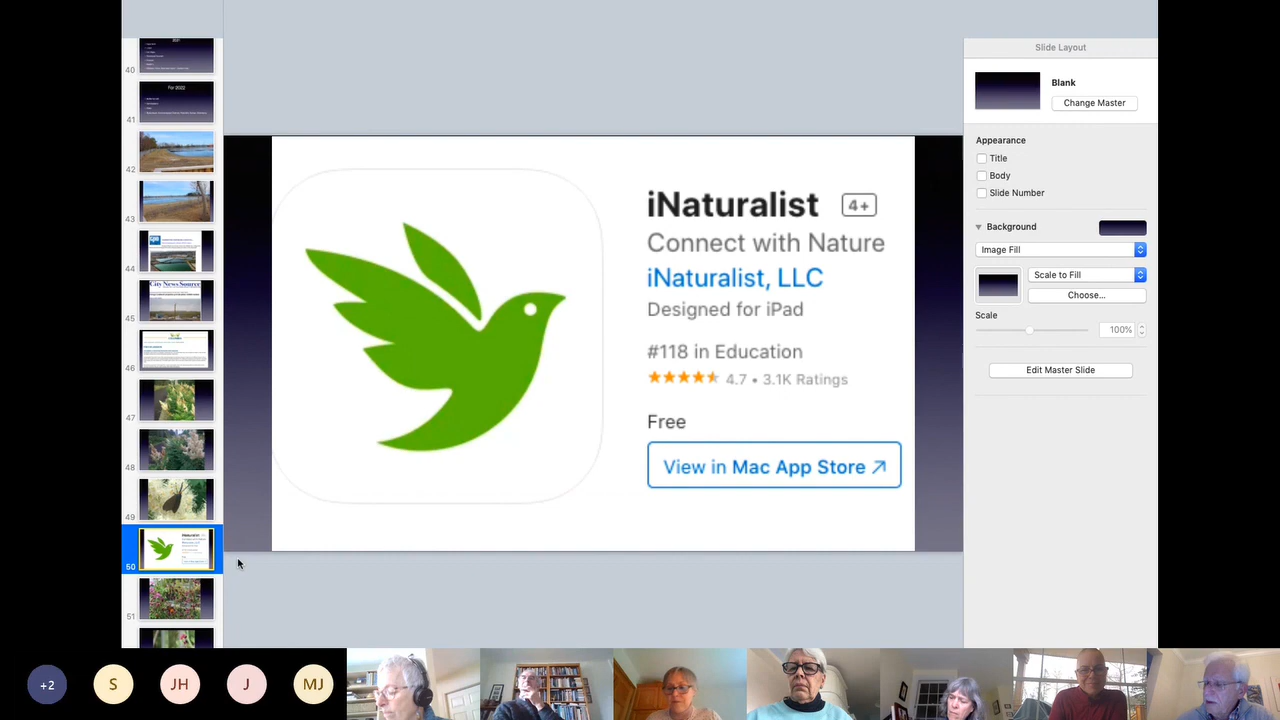 2021
40
For 2022
41
42
43
44
City News Source
45
46
47
48
49
iNaturalist
50
51
iNaturalist 4+
Connect with Nature
iNaturalist, LLC
Designed for iPad
#118 in Education
4.7 • 3.1K Ratings
Free
View in Mac App Store ↗
Slide Layout
Blank
Change Master
Appearance
Title
Body
Slide Number
Background
Image Fill
Scale to Fill
Choose...
Scale
100%
Edit Master Slide
+2
S
JH
J
MJ